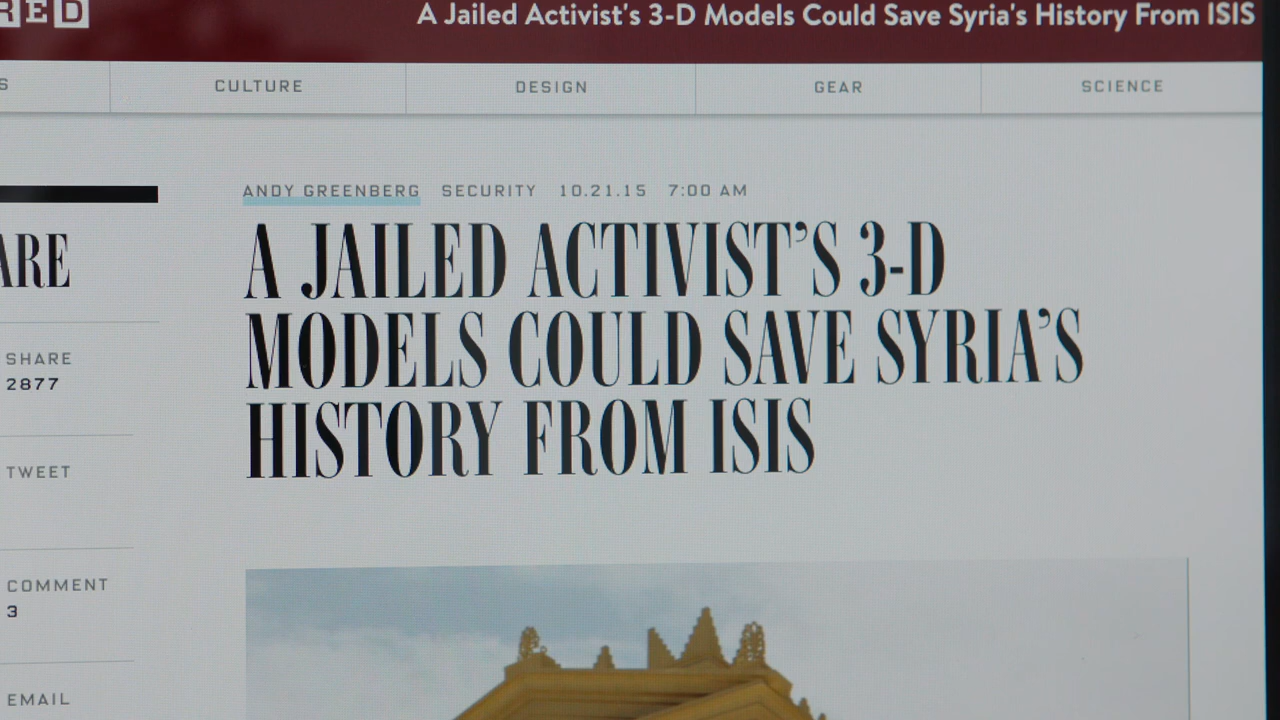 RED
A Jailed Activist's 3-D Models Could Save Syria's History From ISIS
S
CULTURE
DESIGN
GEAR
SCIENCE
ANDY GREENBERG SECURITY 10.21.15 7:00 AM
A JAILED ACTIVIST’S 3-D
MODELS COULD SAVE SYRIA’S
HISTORY FROM ISIS
ARE
SHARE
2877
TWEET
COMMENT
3
EMAIL